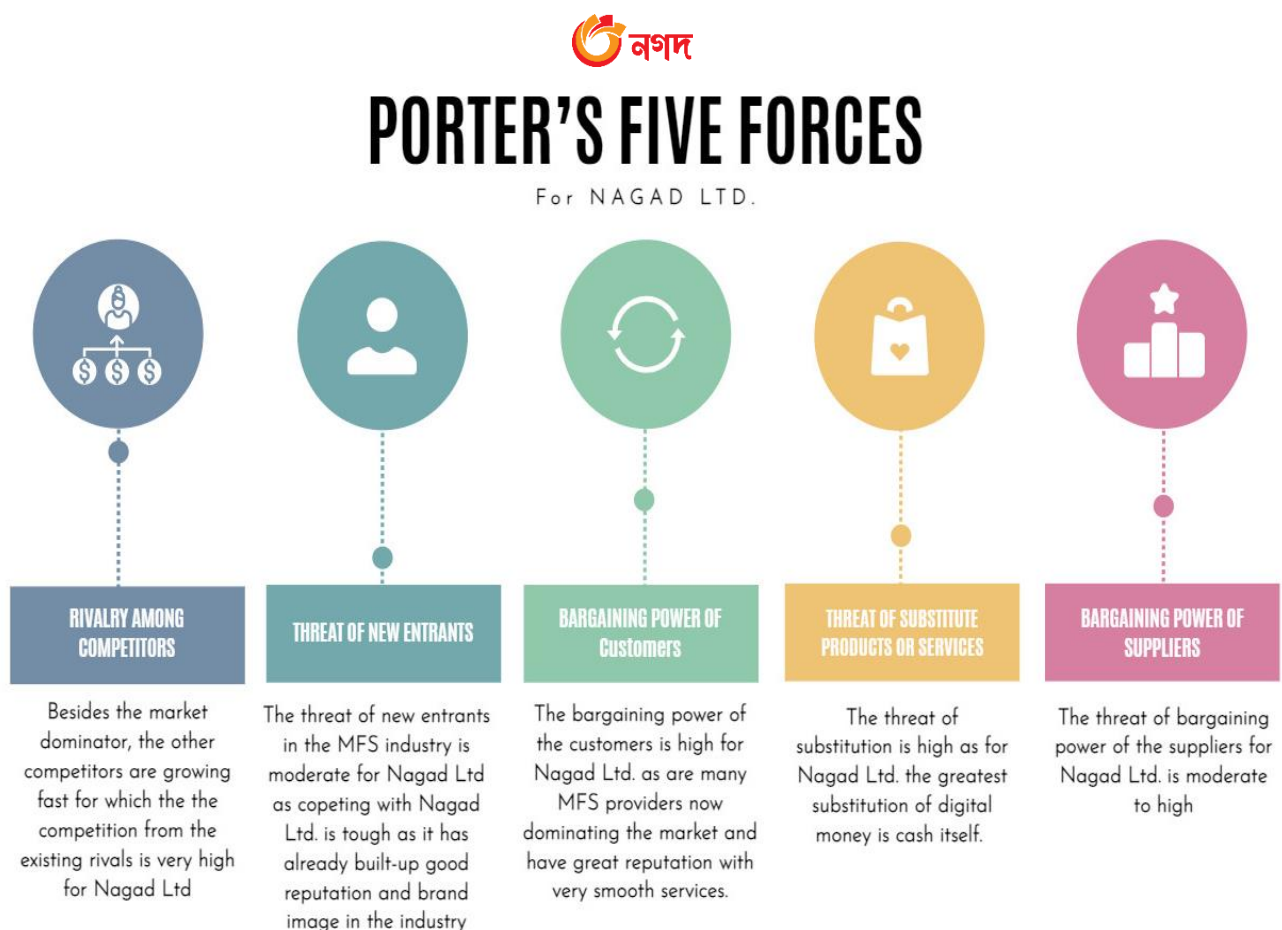 নগদ
PORTER'S FIVE FORCES
For NAGAD LTD.
RIVALRY AMONG
COMPETITORS
Besides the market
dominator, the other
competitors are growing
fast for which the the
competition from the
existing rivals is very high
for Nagad Ltd
THREAT OF NEW ENTRANTS
The threat of new entrants
in the MFS industry is
moderate for Nagad Ltd
as copeting with Nagad
Ltd. is tough as it has
already built-up good
reputation and brand
image in the industry
BARGAINING POWER OF
Customers
The bargaining power of
the customers is high for
Nagad Ltd. as are many
MFS providers now
dominating the market and
have great reputation with
very smooth services.
THREAT OF SUBSTITUTE
PRODUCTS OR SERVICES
The threat of
substitution is high as for
Nagad Ltd. the greatest
substitution of digital
money is cash itself.
BARGAINING POWER OF
SUPPLIERS
The threat of bargaining
power of the suppliers for
Nagad Ltd. is moderate
to high